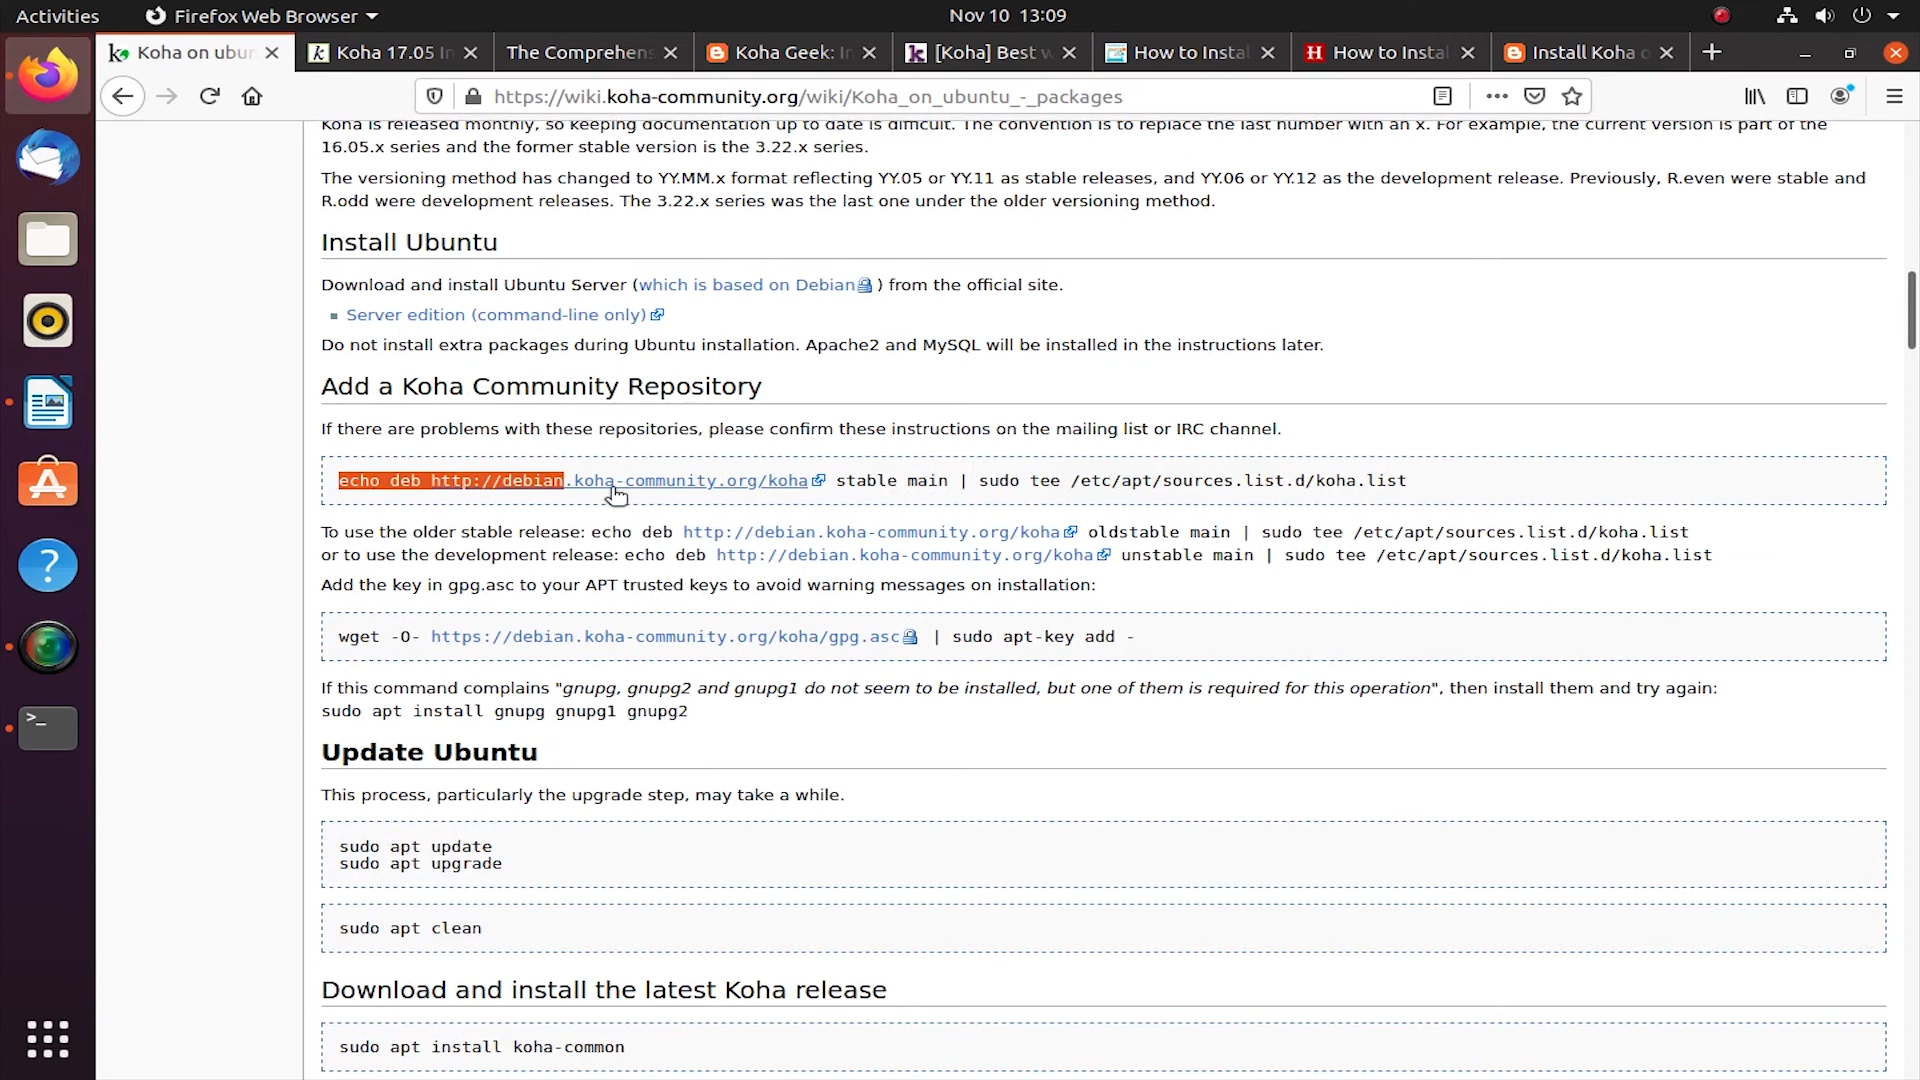 Activities
Firefox Web Browser
Nov 10 13:09
Koha on ubun
Koha 17.05 In
The Comprehens
Koha Geek: In
[Koha] Best w
How to Instal
How to Instal
Install Koha o
https://wiki.koha-community.org/wiki/Koha_on_ubuntu_-_packages
Koha is released monthly, so keeping documentation up to date is difficult. The convention is to replace the last number with an x. For example, the current version is part of the
16.05.x series and the former stable version is the 3.22.x series.
The versioning method has changed to YY.MM.x format reflecting YY.05 or YY.11 as stable releases, and YY.06 or YY.12 as the development release. Previously, R.even were stable and
R.odd were development releases. The 3.22.x series was the last one under the older versioning method.
Install Ubuntu
Download and install Ubuntu Server (which is based on Debian ) from the official site.
Server edition (command-line only)
Do not install extra packages during Ubuntu installation. Apache2 and MySQL will be installed in the instructions later.
Add a Koha Community Repository
If there are problems with these repositories, please confirm these instructions on the mailing list or IRC channel.
echo deb http://debian.koha-community.org/koha stable main | sudo tee /etc/apt/sources.list.d/koha.list
To use the older stable release: echo deb http://debian.koha-community.org/koha oldstable main | sudo tee /etc/apt/sources.list.d/koha.list
or to use the development release: echo deb http://debian.koha-community.org/koha unstable main | sudo tee /etc/apt/sources.list.d/koha.list
Add the key in gpg.asc to your APT trusted keys to avoid warning messages on installation:
wget -O- https://debian.koha-community.org/koha/gpg.asc | sudo apt-key add -
If this command complains "gnupg, gnupg2 and gnupg1 do not seem to be installed, but one of them is required for this operation", then install them and try again:
sudo apt install gnupg gnupg1 gnupg2
Update Ubuntu
This process, particularly the upgrade step, may take a while.
sudo apt update
sudo apt upgrade
sudo apt clean
Download and install the latest Koha release
sudo apt install koha-common